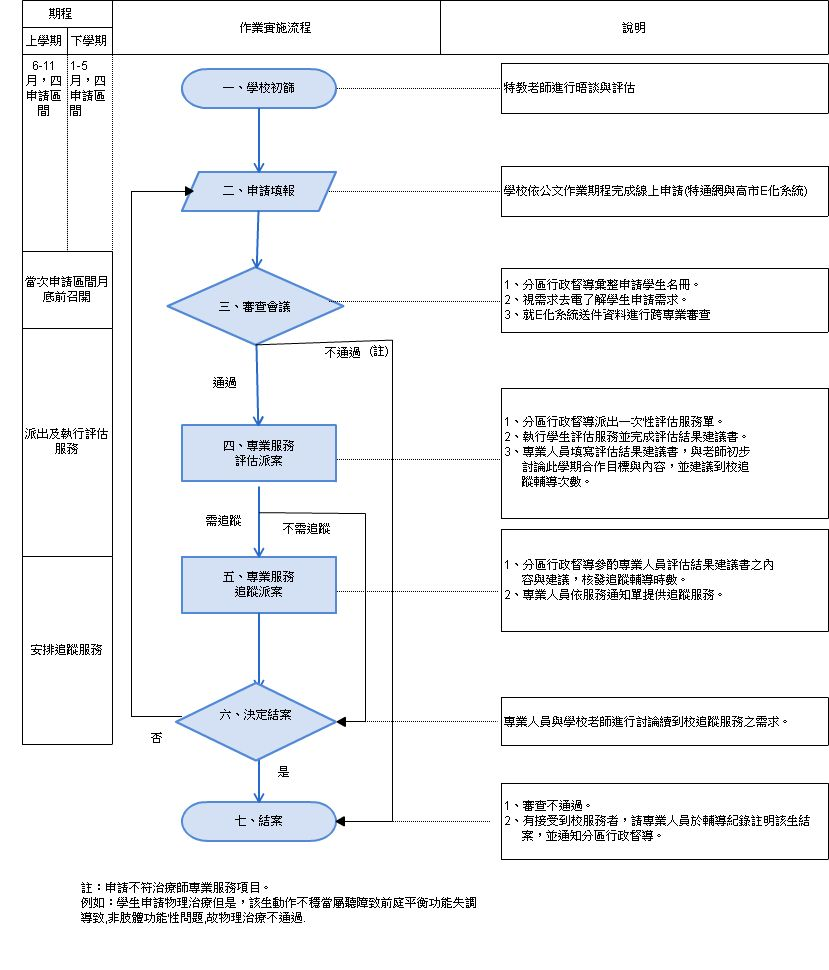 期程
作業實施流程
說明
上學期
下學期
6-11
月，四
申請區
間
1-5
月，四
申請區
間
一、學校初篩
特教老師進行晤談與評估
二、申請填報
學校依公文作業期程完成線上申請(特通網與高市E化系統)
當次申請區間月
底前召開
三、審查會議
1、分區行政督導彙整申請學生名冊。
2、視需求去電了解學生申請需求。
3、就E化系統送件資料進行跨專業審查
不通過 (註)
通過
派出及執行評估
服務
四、專業服務
評估派案
1、分區行政督導派出一次性評估服務單。
2、執行學生評估服務並完成評估結果建議書。
3、專業人員填寫評估結果建議書，與老師初步
討論此學期合作目標與內容，並建議到校追
蹤輔導次數。
需追蹤
不需追蹤
五、專業服務
追蹤派案
1、分區行政督導參酌專業人員評估結果建議書之內
容與建議，核發追蹤輔導時數。
2、專業人員依服務通知單提供追蹤服務。
安排追蹤服務
六、決定結案
專業人員與學校老師進行討論續到校追蹤服務之需求。
否
是
七、結案
1、審查不通過。
2、有接受到校服務者，請專業人員於輔導紀錄註明該生結
案，並通知分區行政督導。
註：申請不符治療師專業服務項目。
例如：學生申請物理治療但是，該生動作不穩當屬聽障致前庭平衡功能失調
導致,非肢體功能性問題,故物理治療不通過.